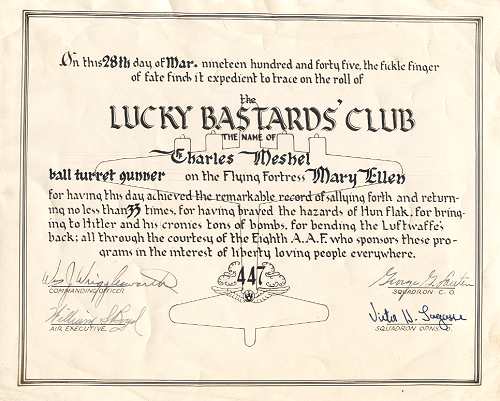 On this 28th day of Mar. nineteen hundred and forty five, the fickle finger
of fate finds it expedient to trace on the roll of
the
LUCKY BASTARDS' CLUB
THE NAME OF
Charles Meshel
ball turret gunner on the Flying Fortress Mary Ellen
for having this day achieved the remarkable record of sallying forth and return-
ing no less than 35 times, for having braved the hazards of Hun flak, for bring-
ing to Hitler and his cronies tons of bombs, for bending the Luftwaffe's
back; all through the courtesy of the Eighth A.A.F. who sponsors these pro-
grams in the interest of liberty loving people everywhere.
447
COMMANDING OFFICER
SQUADRON C. O.
William Boyd
AIR EXECUTIVE
SQUADRON OPNS O.